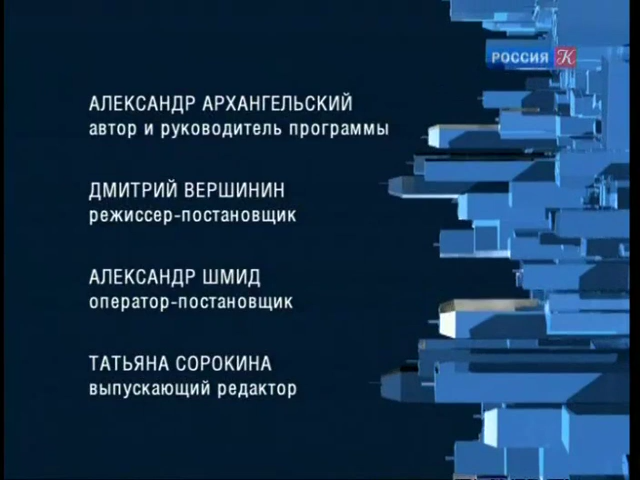 РОССИЯ К
АЛЕКСАНДР АРХАНГЕЛЬСКИЙ
автор и руководитель программы
ДМИТРИЙ ВЕРШИНИН
режиссер-постановщик
АЛЕКСАНДР ШМИД
оператор-постановщик
ТАТЬЯНА СОРОКИНА
выпускающий редактор